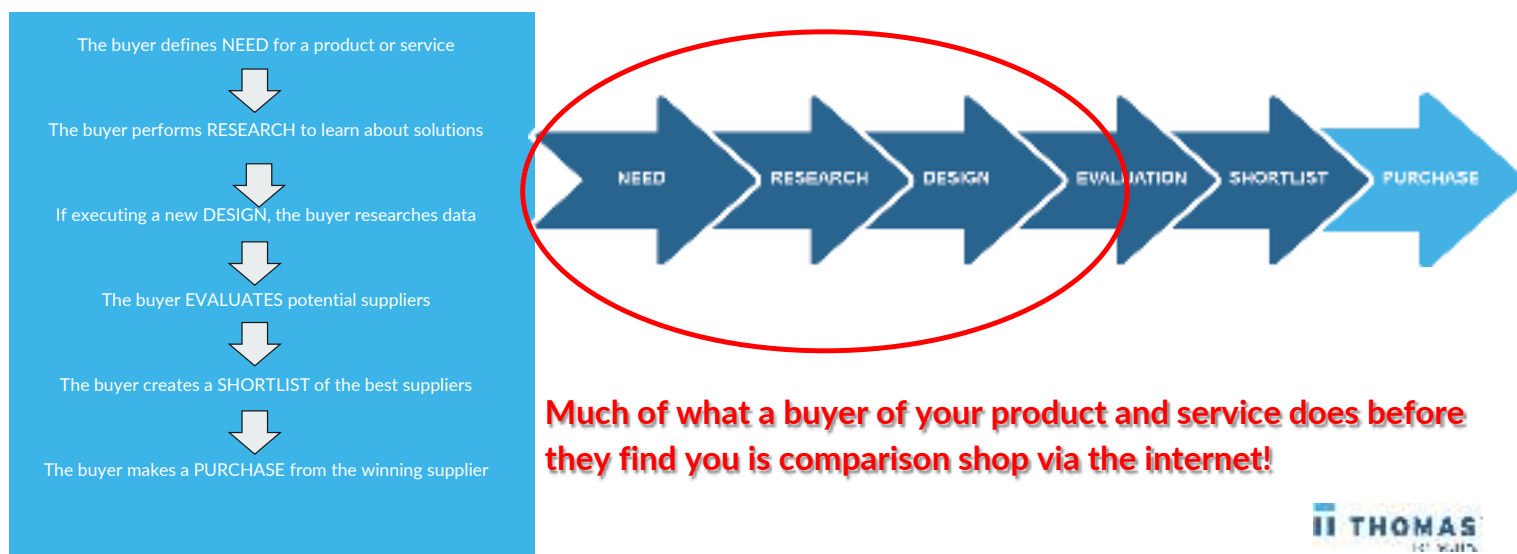 The buyer defines NEED for a product or service
The buyer performs RESEARCH to learn about solutions
If executing a new DESIGN, the buyer researches data
The buyer EVALUATES potential suppliers
The buyer creates a SHORTLIST of the best suppliers
The buyer makes a PURCHASE from the winning supplier
NEED
RESEARCH
DESIGN
EVALUATION
SHORTLIST
PURCHASE
Much of what a buyer of your product and service does before
they find you is comparison shop via the internet!
THOMAS